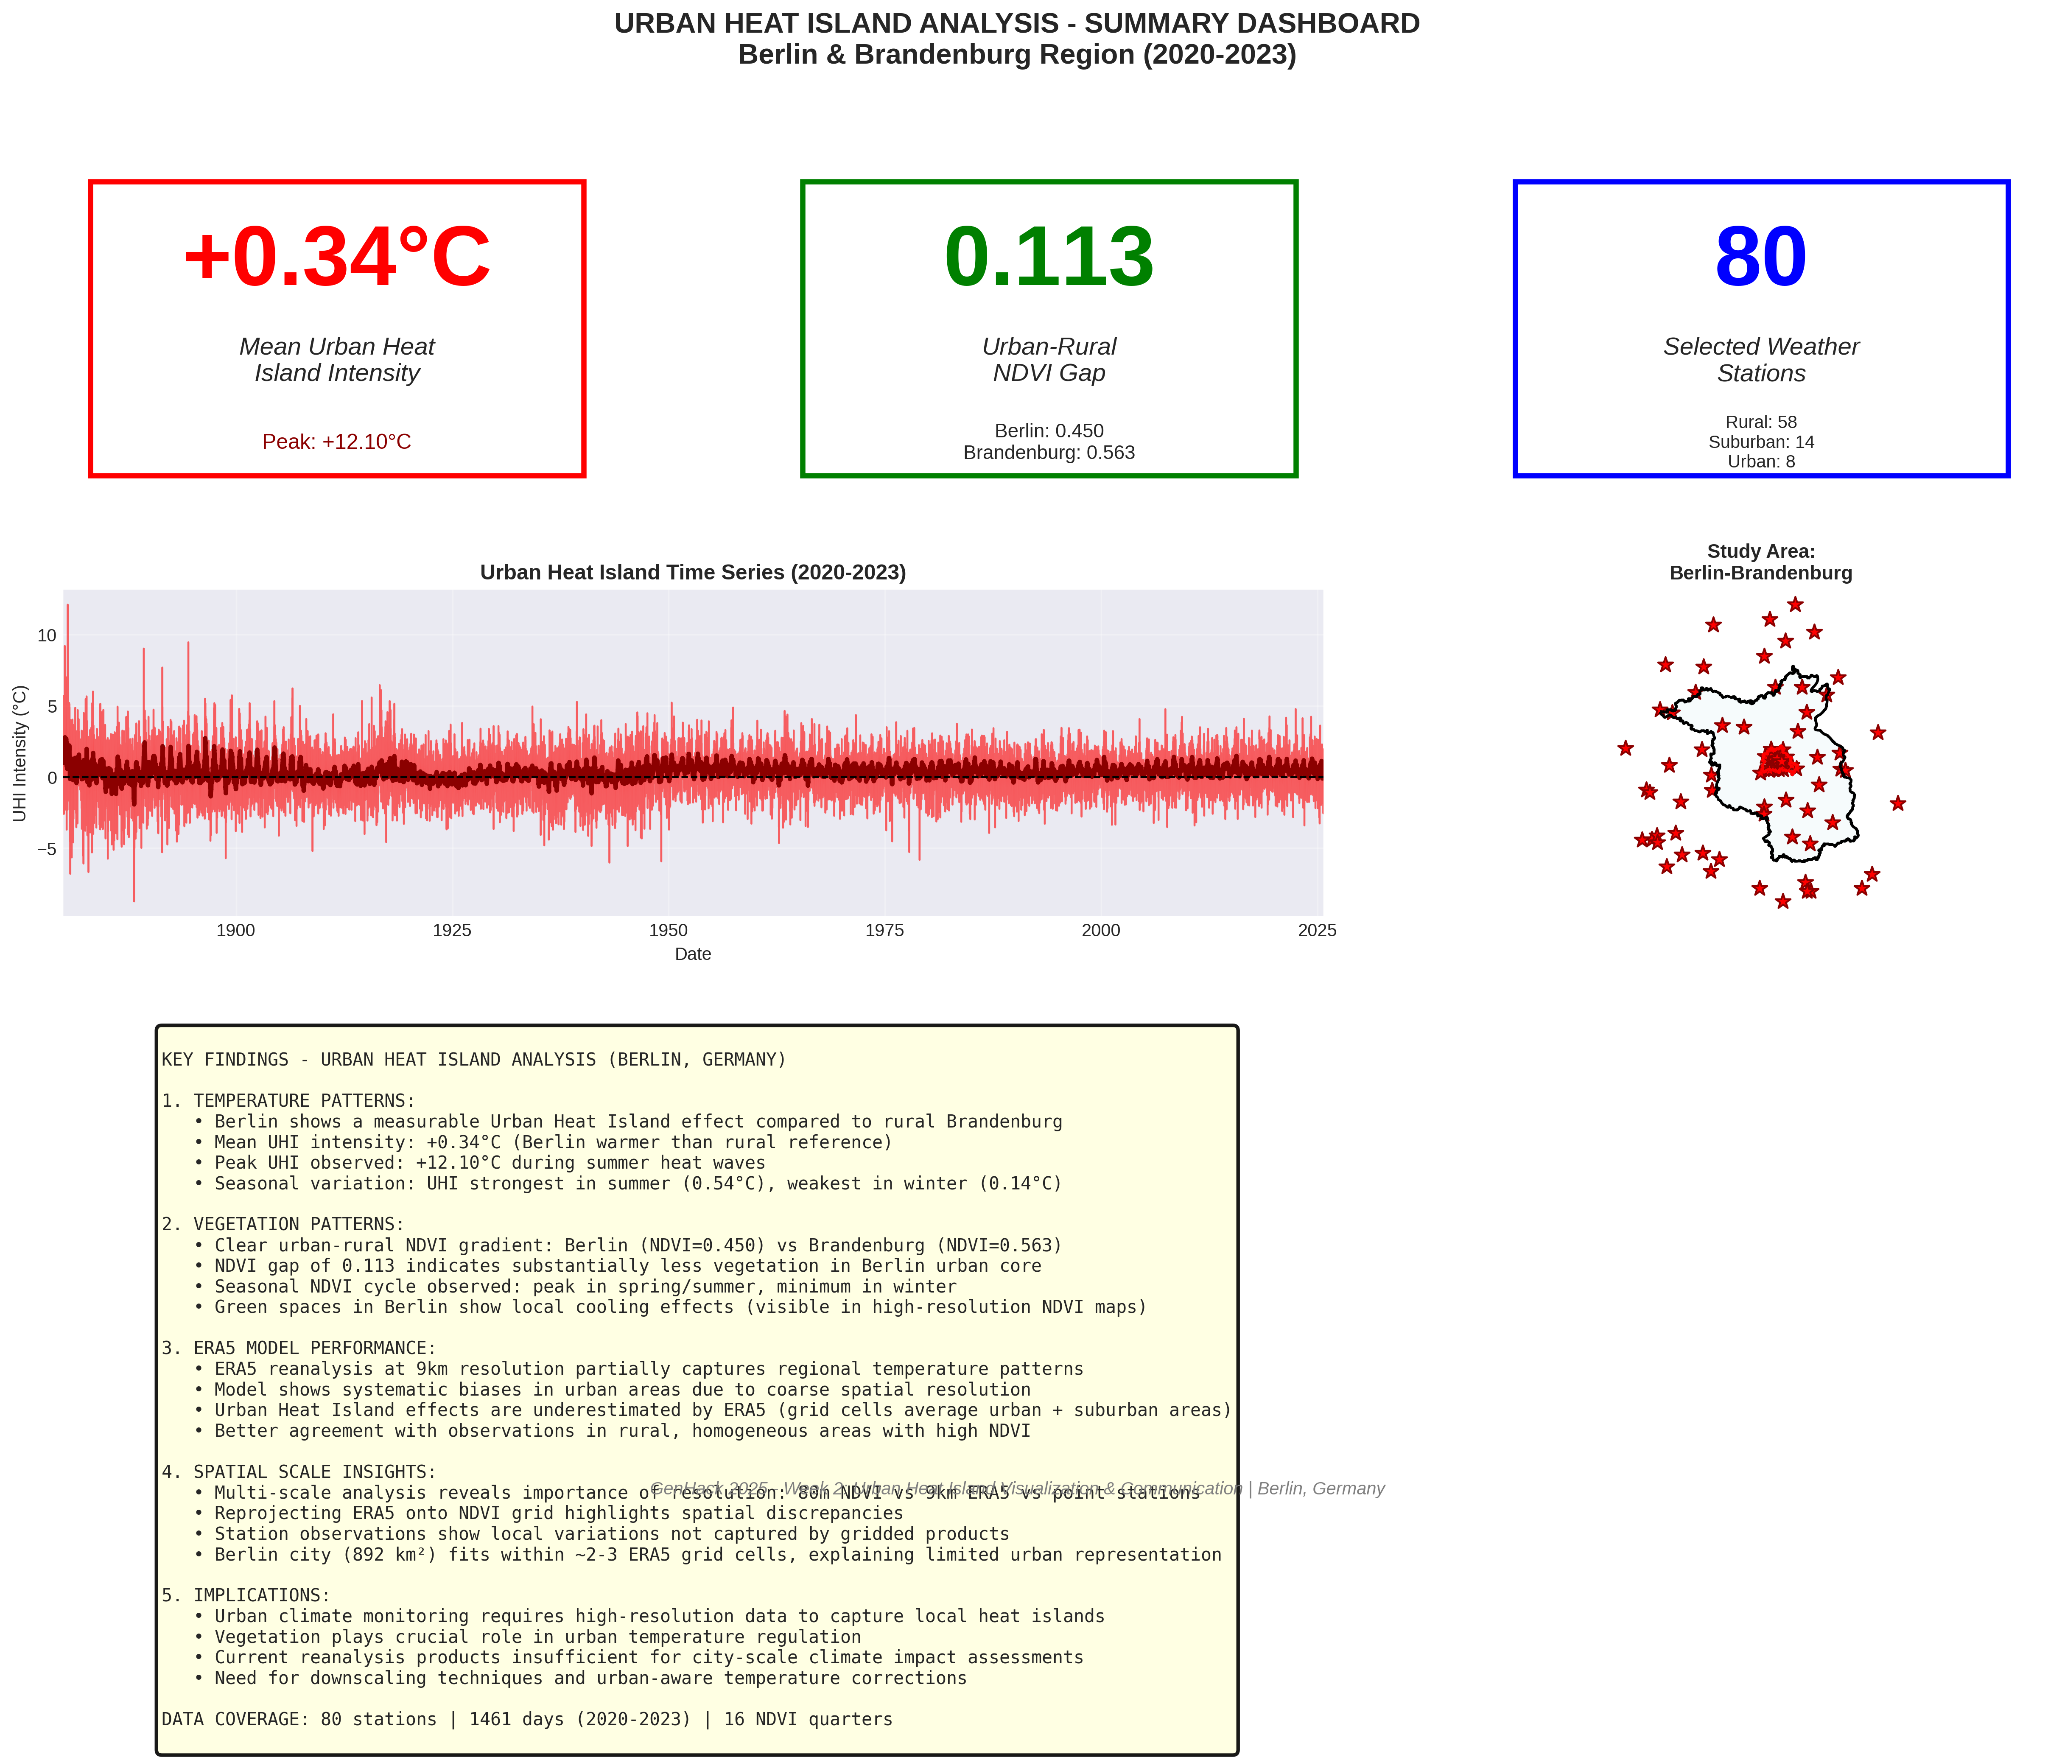 URBAN HEAT ISLAND ANALYSIS - SUMMARY DASHBOARD
Berlin & Brandenburg Region (2020-2023)
+0.34°C
Mean Urban Heat
Island Intensity
Peak: +12.10°C
0.113
Urban-Rural
NDVI Gap
Berlin: 0.450
Brandenburg: 0.563
80
Selected Weather
Stations
Rural: 58
Suburban: 14
Urban: 8
Urban Heat Island Time Series (2020-2023)
UHI Intensity (°C)
10
5
0
−5
1900
1925
1950
1975
2000
2025
Date
Study Area:
Berlin-Brandenburg
KEY FINDINGS - URBAN HEAT ISLAND ANALYSIS (BERLIN, GERMANY)
1. TEMPERATURE PATTERNS:
• Berlin shows a measurable Urban Heat Island effect compared to rural Brandenburg
• Mean UHI intensity: +0.34°C (Berlin warmer than rural reference)
• Peak UHI observed: +12.10°C during summer heat waves
• Seasonal variation: UHI strongest in summer (0.54°C), weakest in winter (0.14°C)
2. VEGETATION PATTERNS:
• Clear urban-rural NDVI gradient: Berlin (NDVI=0.450) vs Brandenburg (NDVI=0.563)
• NDVI gap of 0.113 indicates substantially less vegetation in Berlin urban core
• Seasonal NDVI cycle observed: peak in spring/summer, minimum in winter
• Green spaces in Berlin show local cooling effects (visible in high-resolution NDVI maps)
3. ERA5 MODEL PERFORMANCE:
• ERA5 reanalysis at 9km resolution partially captures regional temperature patterns
• Model shows systematic biases in urban areas due to coarse spatial resolution
• Urban Heat Island effects are underestimated by ERA5 (grid cells average urban + suburban areas)
• Better agreement with observations in rural, homogeneous areas with high NDVI
4. SPATIAL SCALE INSIGHTS:
• Multi-scale analysis reveals importance of resolution: 80m NDVI vs 9km ERA5 vs point stations
GenHack 2025 - Week 2: Urban Heat Island Visualization & Communication | Berlin, Germany
• Reprojecting ERA5 onto NDVI grid highlights spatial discrepancies
• Station observations show local variations not captured by gridded products
• Berlin city (892 km²) fits within ~2-3 ERA5 grid cells, explaining limited urban representation
5. IMPLICATIONS:
• Urban climate monitoring requires high-resolution data to capture local heat islands
• Vegetation plays crucial role in urban temperature regulation
• Current reanalysis products insufficient for city-scale climate impact assessments
• Need for downscaling techniques and urban-aware temperature corrections
DATA COVERAGE: 80 stations | 1461 days (2020-2023) | 16 NDVI quarters